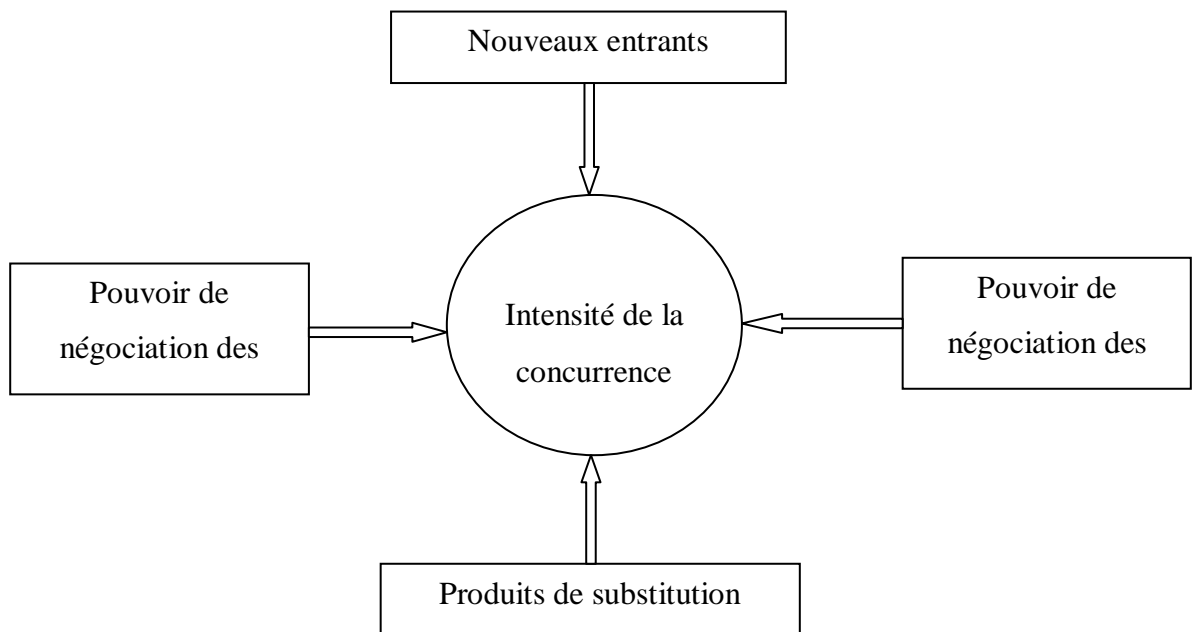 Nouveaux entrants
Pouvoir de
négociation des
Intensité de la
concurrence
Pouvoir de
négociation des
Produits de substitution